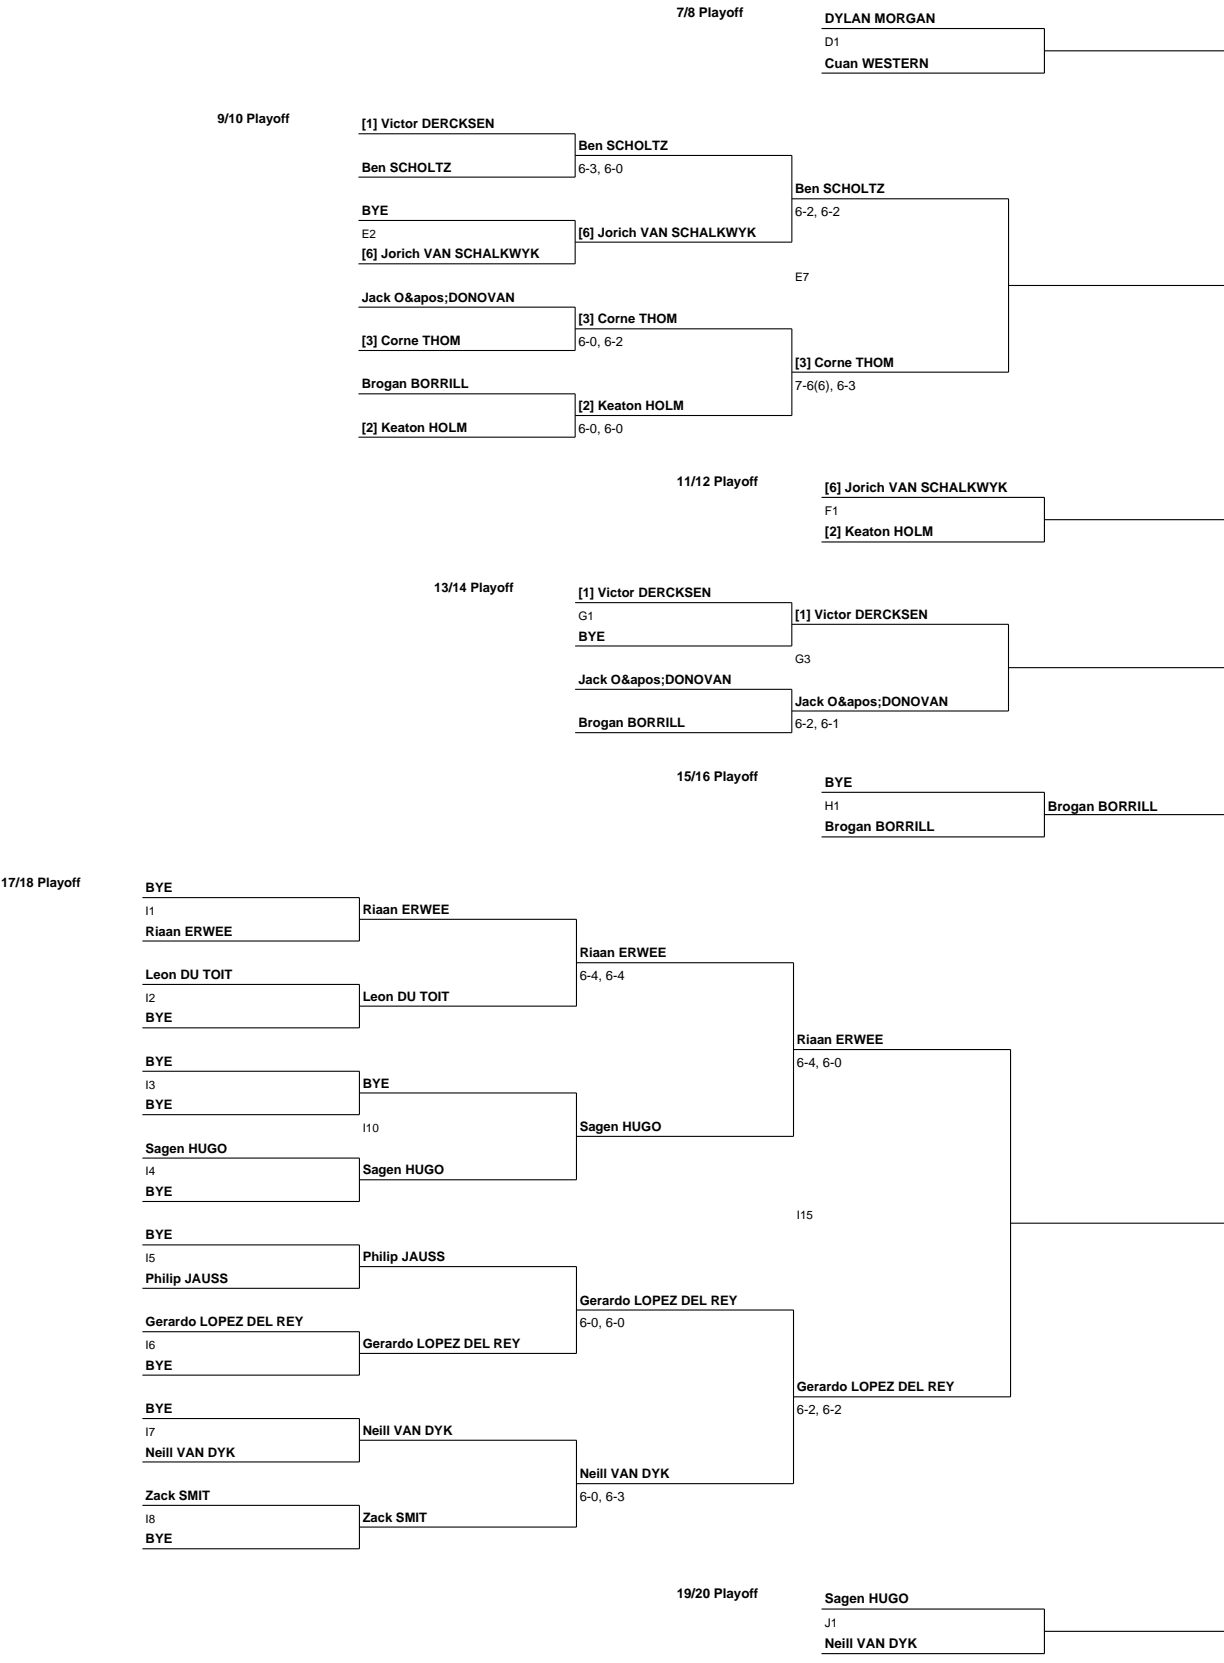 7/8 Playoff
DYLAN MORGAN
D1
Cuan WESTERN
9/10 Playoff
[1] Victor DERCKSEN
Ben SCHOLTZ
Ben SCHOLTZ
6-3, 6-0
Ben SCHOLTZ
6-2, 6-2
BYE
E2
[6] Jorich VAN SCHALKWYK
[6] Jorich VAN SCHALKWYK
E7
Jack O&apos;DONOVAN
[3] Corne THOM
[3] Corne THOM
6-0, 6-2
[3] Corne THOM
7-6(6), 6-3
Brogan BORRILL
[2] Keaton HOLM
[2] Keaton HOLM
6-0, 6-0
11/12 Playoff
[6] Jorich VAN SCHALKWYK
F1
[2] Keaton HOLM
13/14 Playoff
[1] Victor DERCKSEN
G1
[1] Victor DERCKSEN
BYE
G3
Jack O&apos;DONOVAN
Jack O&apos;DONOVAN
Brogan BORRILL
6-2, 6-1
15/16 Playoff
BYE
H1
Brogan BORRILL
Brogan BORRILL
17/18 Playoff
BYE
I1
Riaan ERWEE
Riaan ERWEE
Riaan ERWEE
6-4, 6-4
Leon DU TOIT
I2
Leon DU TOIT
BYE
Riaan ERWEE
6-4, 6-0
BYE
I3
BYE
BYE
I10
Sagen HUGO
Sagen HUGO
I4
Sagen HUGO
BYE
I15
BYE
I5
Philip JAUSS
Philip JAUSS
Gerardo LOPEZ DEL REY
6-0, 6-0
Gerardo LOPEZ DEL REY
I6
Gerardo LOPEZ DEL REY
BYE
Gerardo LOPEZ DEL REY
6-2, 6-2
BYE
I7
Neill VAN DYK
Neill VAN DYK
Neill VAN DYK
6-0, 6-3
Zack SMIT
I8
Zack SMIT
BYE
19/20 Playoff
Sagen HUGO
J1
Neill VAN DYK